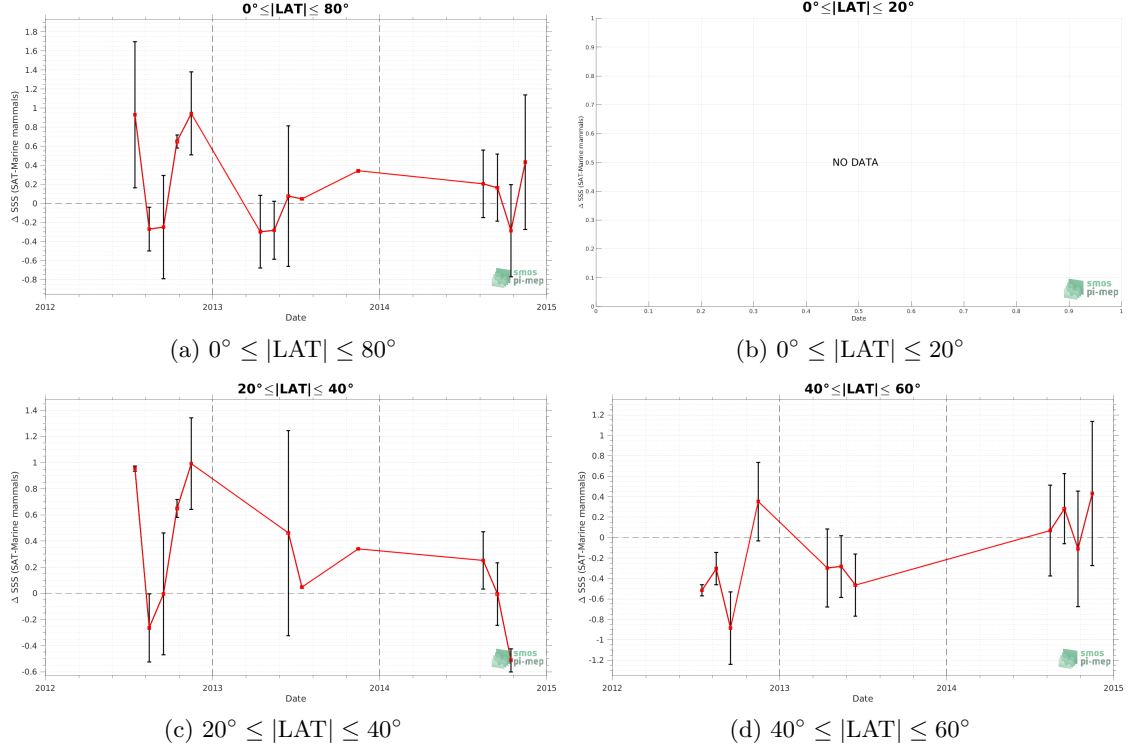 0°≤|LAT|≤ 80°
Δ SSS (SAT-Marine mammals)
1.8
1.6
1.4
1.2
1
0.8
0.6
0.4
0.2
0
-0.2
-0.4
-0.6
-0.8
2012
2013
2014
2015
Date
smos
pi-mep
(a) 0° ≤ |LAT| ≤ 80°
0°≤|LAT|≤ 20°
Δ SSS (SAT-Marine mammals)
1
0.9
0.8
0.7
0.6
0.5
0.4
0.3
0.2
0.1
0
NO DATA
0
0.1
0.2
0.3
0.4
0.5
0.6
0.7
0.8
0.9
1
Date
smos
pi-mep
(b) 0° ≤ |LAT| ≤ 20°
20°≤|LAT|≤ 40°
Δ SSS (SAT-Marine mammals)
1.4
1.2
1
0.8
0.6
0.4
0.2
0
-0.2
-0.4
-0.6
2012
2013
2014
2015
Date
smos
pi-mep
(c) 20° ≤ |LAT| ≤ 40°
40°≤|LAT|≤ 60°
Δ SSS (SAT-Marine mammals)
1.2
1
0.8
0.6
0.4
0.2
0
-0.2
-0.4
-0.6
-0.8
-1
-1.2
2012
2013
2014
2015
Date
smos
pi-mep
(d) 40° ≤ |LAT| ≤ 60°